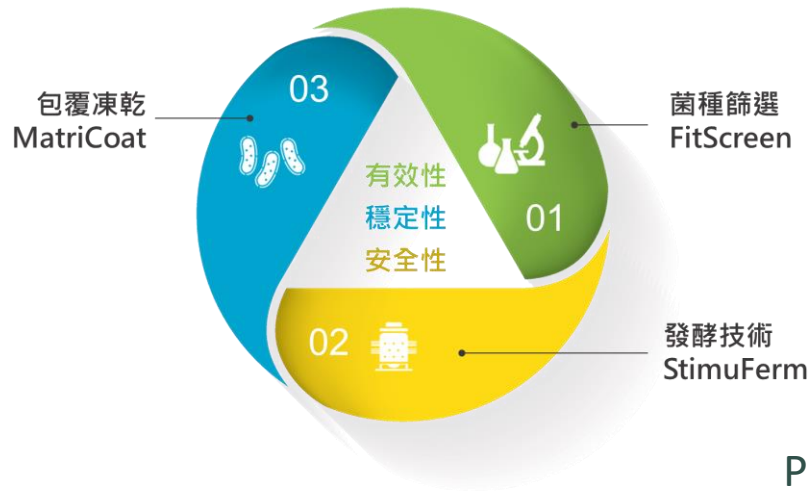 03
包覆凍乾
MatriCoat
菌種篩選
FitScreen
01
有效性
穩定性
安全性
02
發酵技術
StimuFerm
P